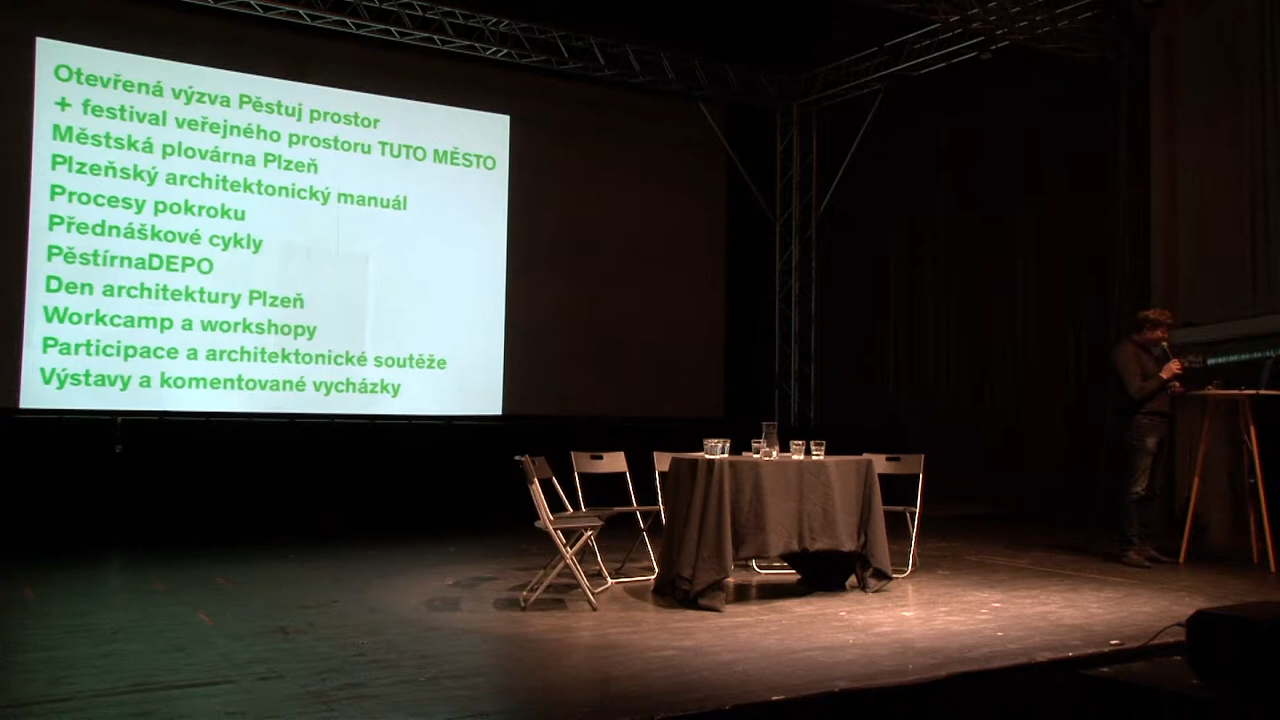 Otevřená výzva Pěstuj prostor
+ festival veřejného prostoru TUTO MĚSTO
Městská plovárna Plzeň
Plzeňský architektonický manuál
Procesy pokroku
Přednáškové cykly
PěstírnaDEPO
Den architektury Plzeň
Workcamp a workshopy
Participace a architektonické soutěže
Výstavy a komentované vycházky